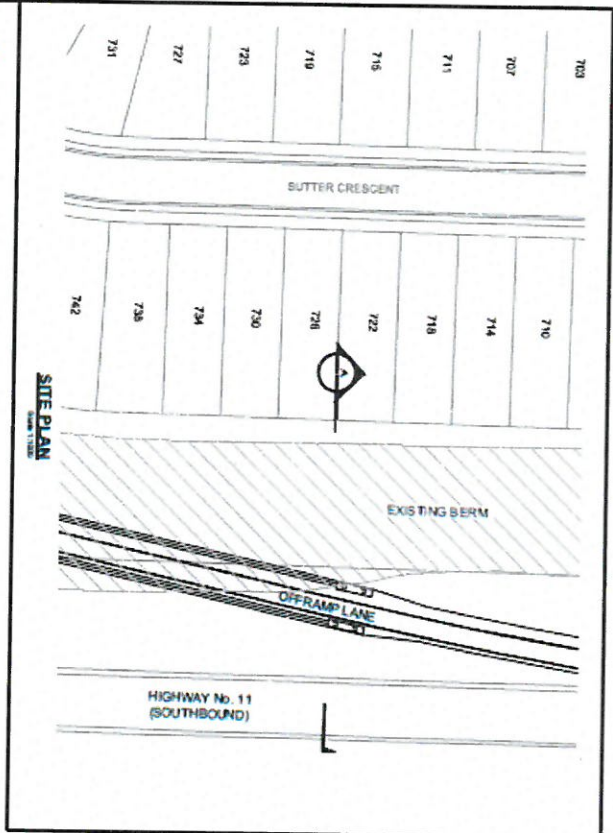 731
727
723
719
715
711
707
703
SUTTER CRESCENT
742
738
734
730
726
722
718
714
710
A
EXISTING BERM
OFFRAMP LANE
HIGHWAY No. 11
(SOUTHBOUND)
SITE PLAN